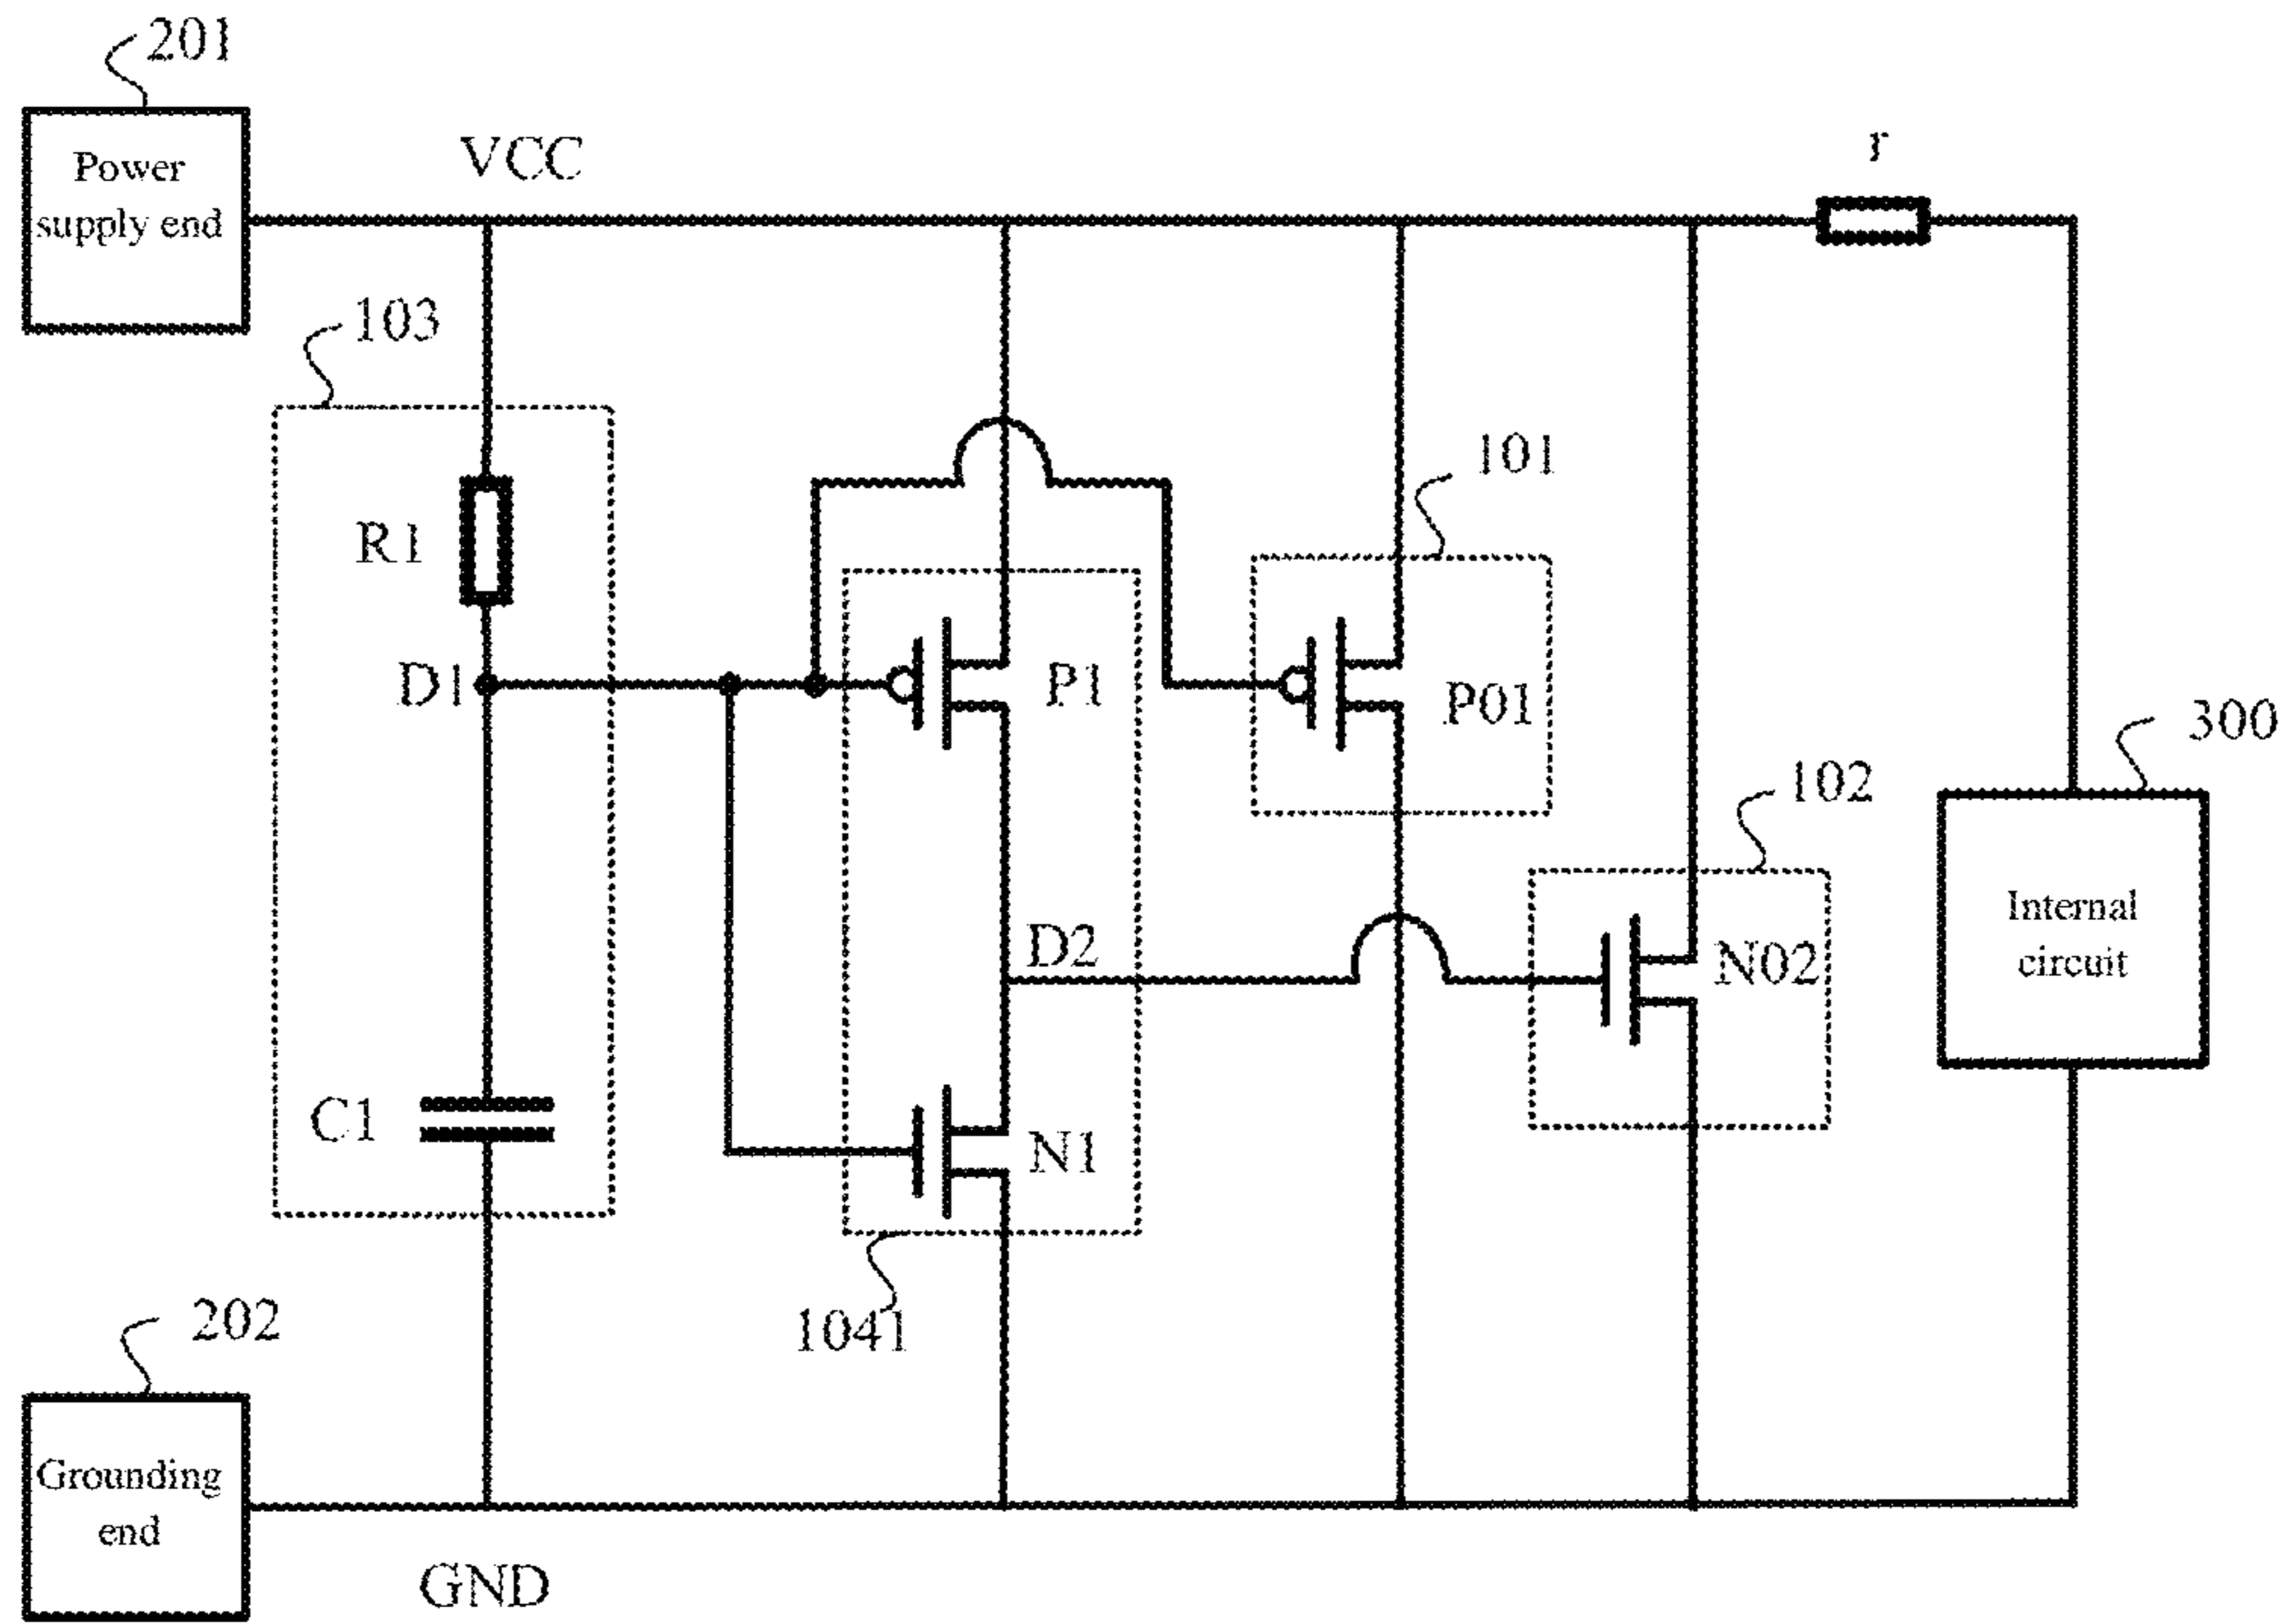 201
Power
supply end
VCC
r
103
R1
D1
C1
P1
101
P01
300
102
D2
N02
Internal
circuit
N1
1041
202
Grounding
end
GND